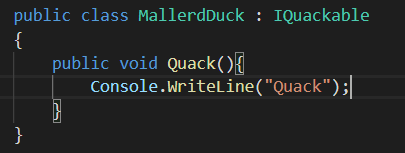 public class MallerdDuck : IQuackable
{
    public void Quack(){
        Console.WriteLine("Quack");
    }
}